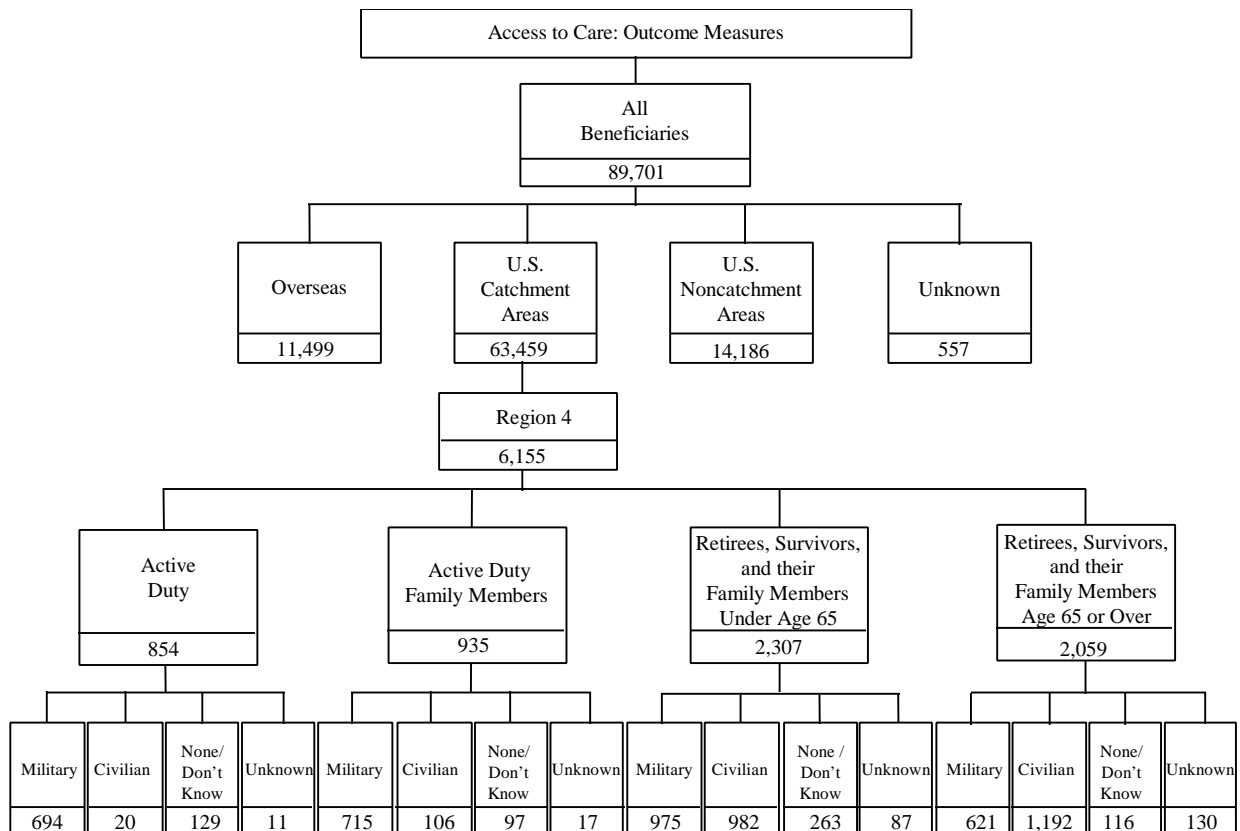 Access to Care: Outcome Measures
All
Beneficiaries
89,701
Overseas
11,499
U.S.
Catchment
Areas
63,459
U.S.
Noncatchment
Areas
14,186
Unknown
557
Region 4
6,155
Active
Duty
854
Active Duty
Family Members
935
Retirees, Survivors,
and their
Family Members
Under Age 65
2,307
Retirees, Survivors,
and their
Family Members
Age 65 or Over
2,059
Military
694
Civilian
20
None/
Don't
Know
129
Unknown
11
Military
715
Civilian
106
None/
Don't
Know
97
Unknown
17
Military
975
Civilian
982
None /
Don't
Know
263
Unknown
87
Military
621
Civilian
1,192
None/
Don't
Know
116
Unknown
130